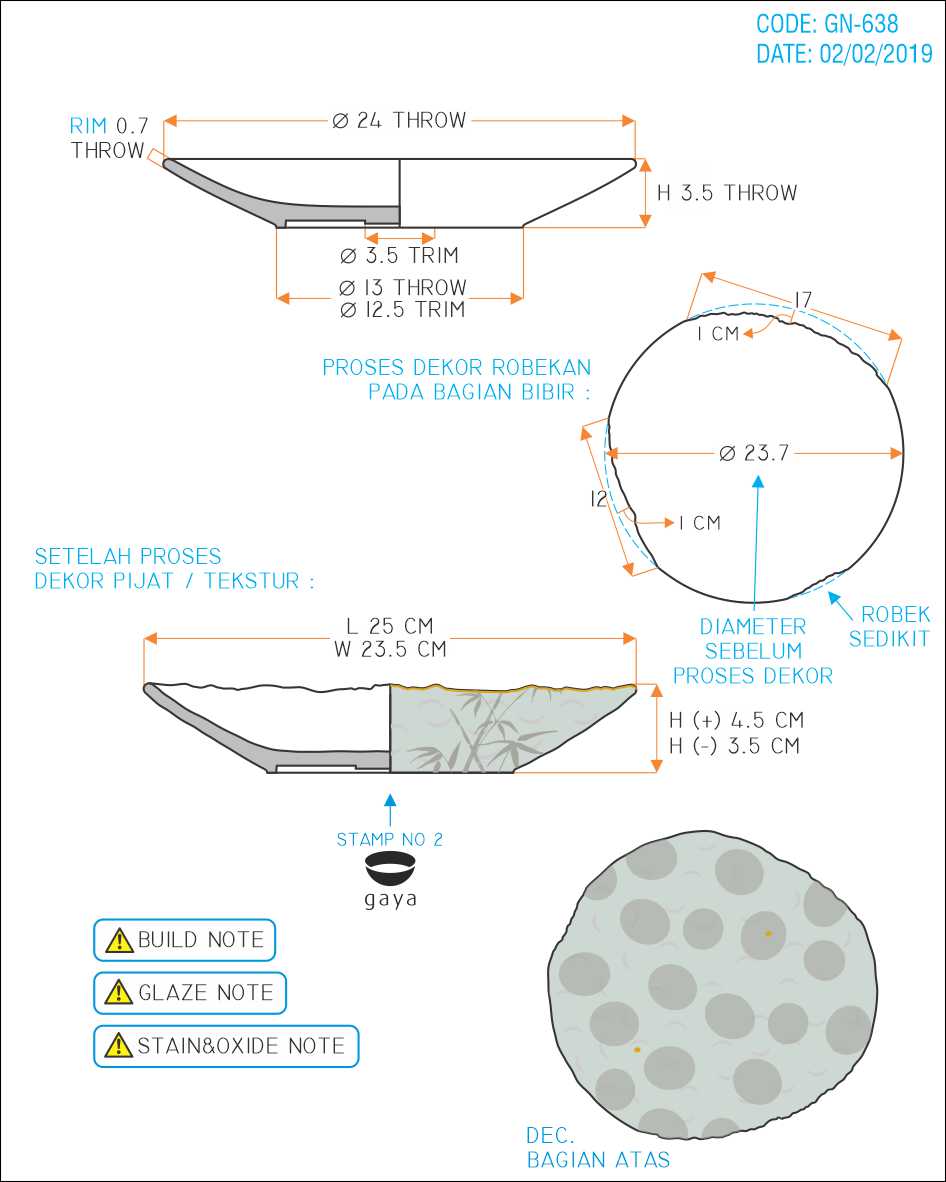 CODE: GN-638
DATE: 02/02/2019
RIM 0.7
THROW
Ø 24 THROW
H 3.5 THROW
Ø 3.5 TRIM
Ø 13 THROW
Ø 12.5 TRIM
PROSES DEKOR ROBEKAN
PADA BAGIAN BIBIR :
17
1 CM
Ø 23.7
12
1 CM
DIAMETER
SEBELUM
PROSES DEKOR
ROBEK
SEDIKIT
SETELAH PROSES
DEKOR PIJAT / TEKSTUR :
L 25 CM
W 23.5 CM
H (+) 4.5 CM
H (-) 3.5 CM
STAMP NO 2
gaya
BUILD NOTE
GLAZE NOTE
STAIN&OXIDE NOTE
DEC.
BAGIAN ATAS